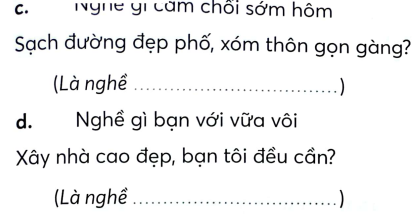 c. Nghề gì cầm chổi sớm hôm
Sạch đường đẹp phố, xóm thôn gọn gàng?
(Là nghề ....................................)
d. Nghề gì bạn với vữa vôi
Xây nhà cao đẹp, bạn tôi đều cần?
(Là nghề ....................................)